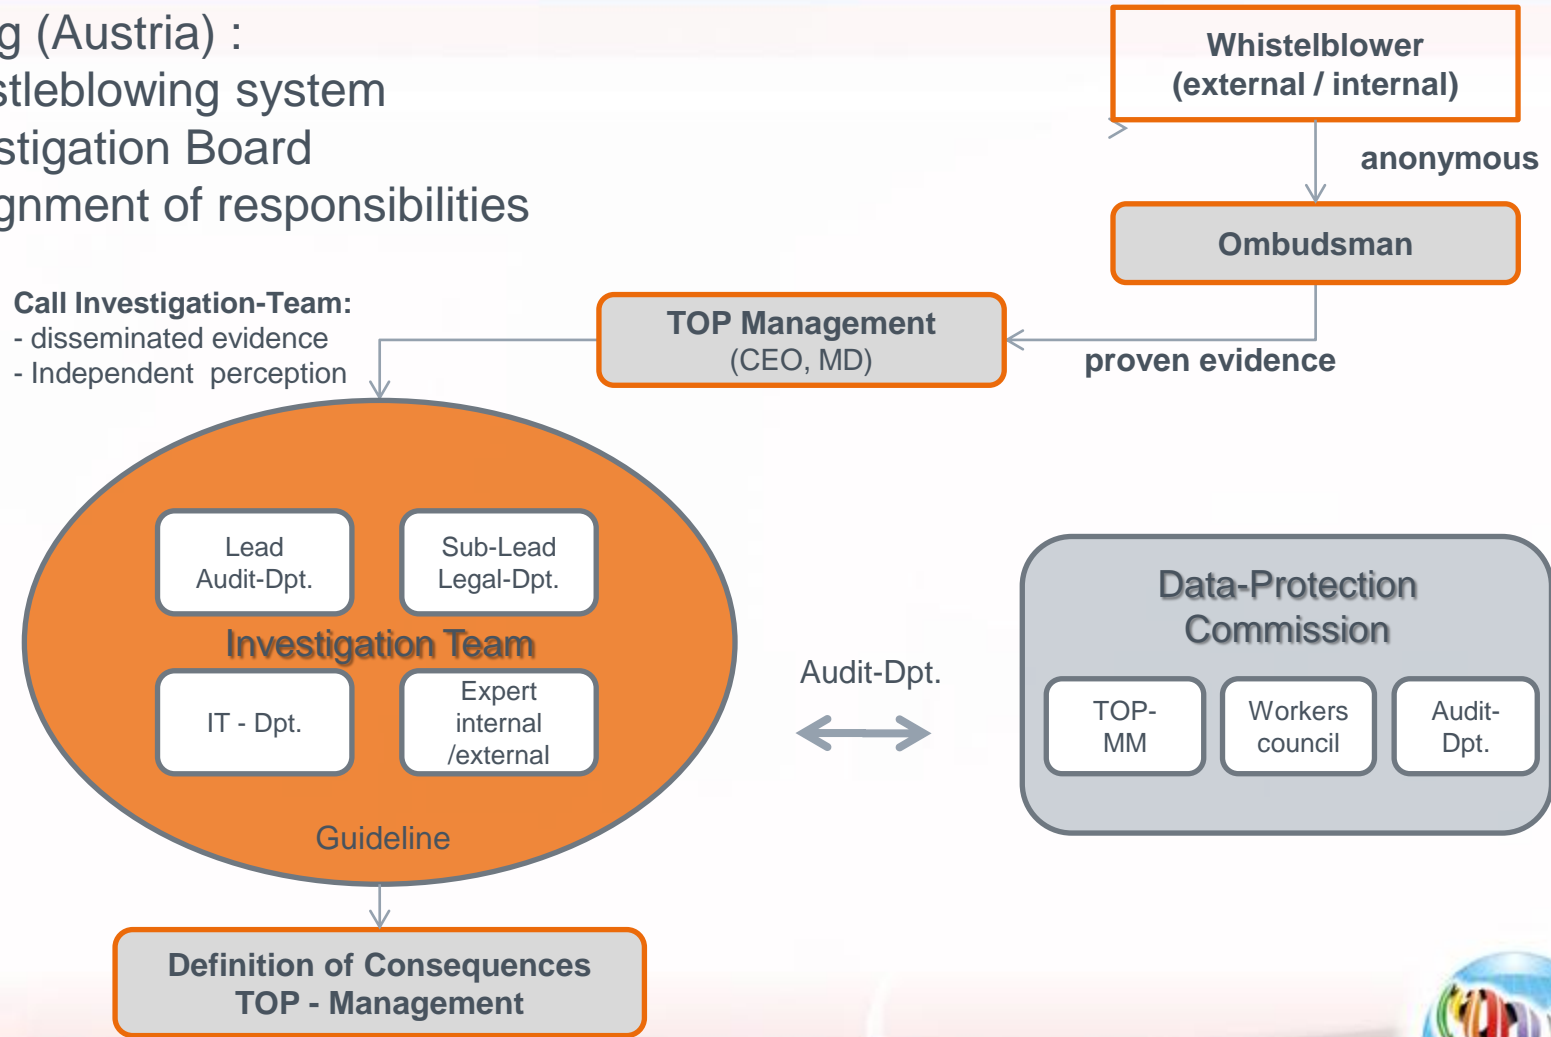 g (Austria) :
stleblowing system
stigation Board
gnment of responsibilities
Whistelblower
(external / internal)
anonymous
Ombudsman
Call Investigation-Team:
- disseminated evidence
- Independent perception
TOP Management
(CEO, MD)
proven evidence
Lead
Audit-Dpt.
Sub-Lead
Legal-Dpt.
Investigation Team
IT - Dpt.
Expert
internal
/external
Guideline
Audit-Dpt.
Data-Protection
Commission
TOP-
MM
Workers
council
Audit-
Dpt.
Definition of Consequences
TOP - Management